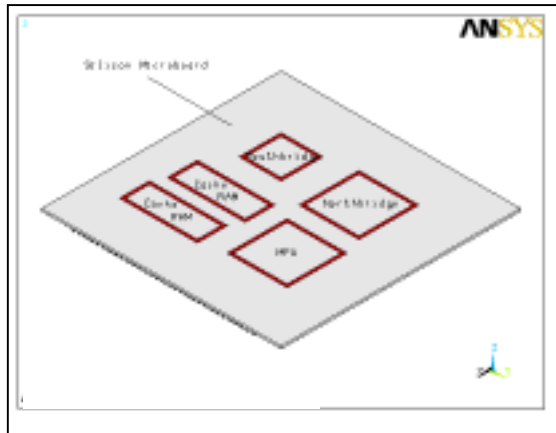 ANSYS
Silicon Microboard
Southbridge
Cache
RAM
Cache
RAM
Northbridge
MPU